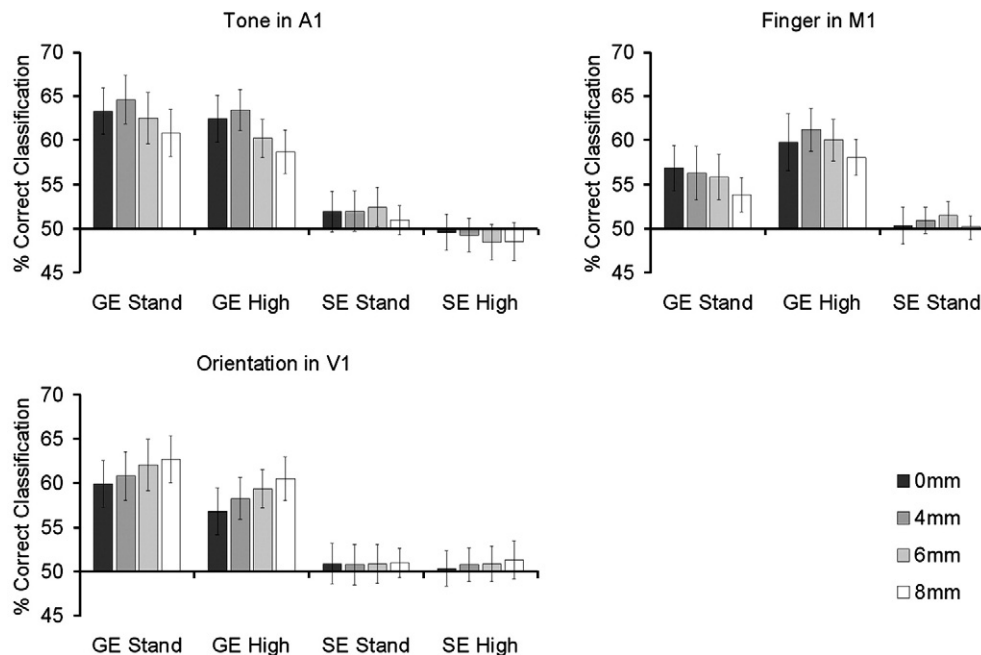 Tone in A1
% Correct Classification
70
65
60
55
50
45
GE Stand GE High SE Stand SE High
Finger in M1
% Correct Classification
70
65
60
55
50
45
GE Stand GE High SE Stand
Orientation in V1
% Correct Classification
70
65
60
55
50
45
GE Stand GE High SE Stand SE High
0mm
4mm
6mm
8mm